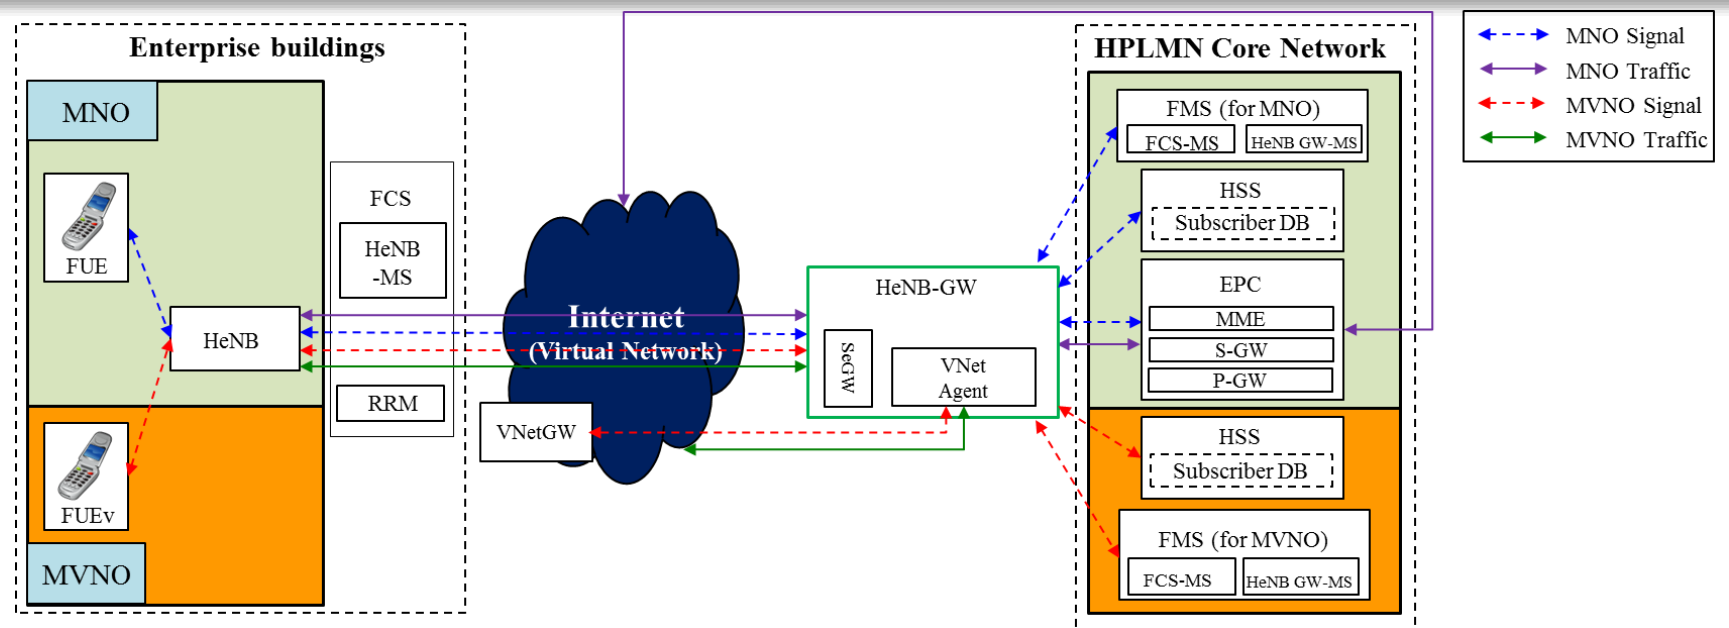 Enterprise buildings
MNO
FUE
HeNB
FUEv
MVNO
FCS
HeNB
-MS
RRM
Internet
(Virtual Network)
VNetGW
HeNB-GW
SeGW
VNet
Agent
HPLMN Core Network
FMS (for MNO)
FCS-MS
HeNB GW-MS
HSS
Subscriber DB
EPC
MME
S-GW
P-GW
HSS
Subscriber DB
FMS (for MVNO)
FCS-MS
HeNB GW-MS
MNO Signal
MNO Traffic
MVNO Signal
MVNO Traffic